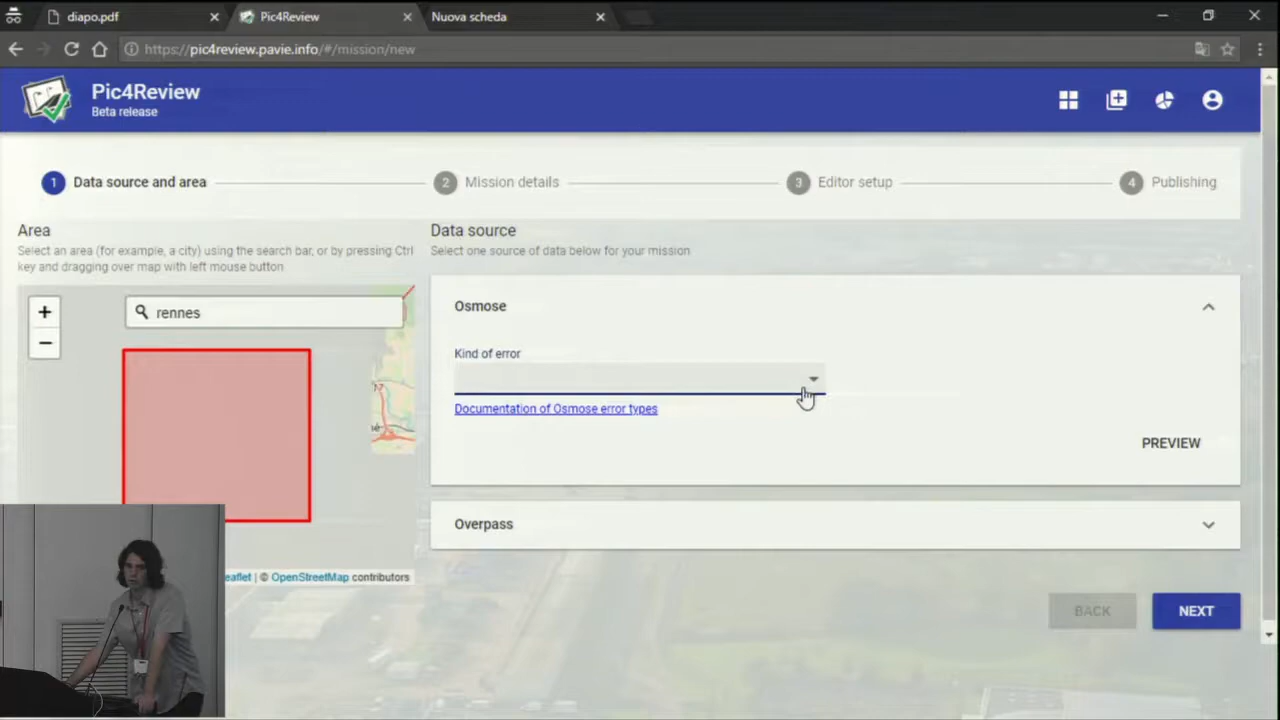 diapo.pdf
Pic4Review
Nuova scheda
https://pic4review.pavie.info/#/mission/new
Pic4Review
Beta release
1 Data source and area
2 Mission details
3 Editor setup
4 Publishing
Area
Select an area (for example, a city) using the search bar, or by pressing Ctrl
key and dragging over map with left mouse button
rennes
+
−
eaflet | © OpenStreetMap contributors
Data source
Select one source of data below for your mission
Osmose
Kind of error
Documentation of Osmose error types
PREVIEW
Overpass
BACK
NEXT